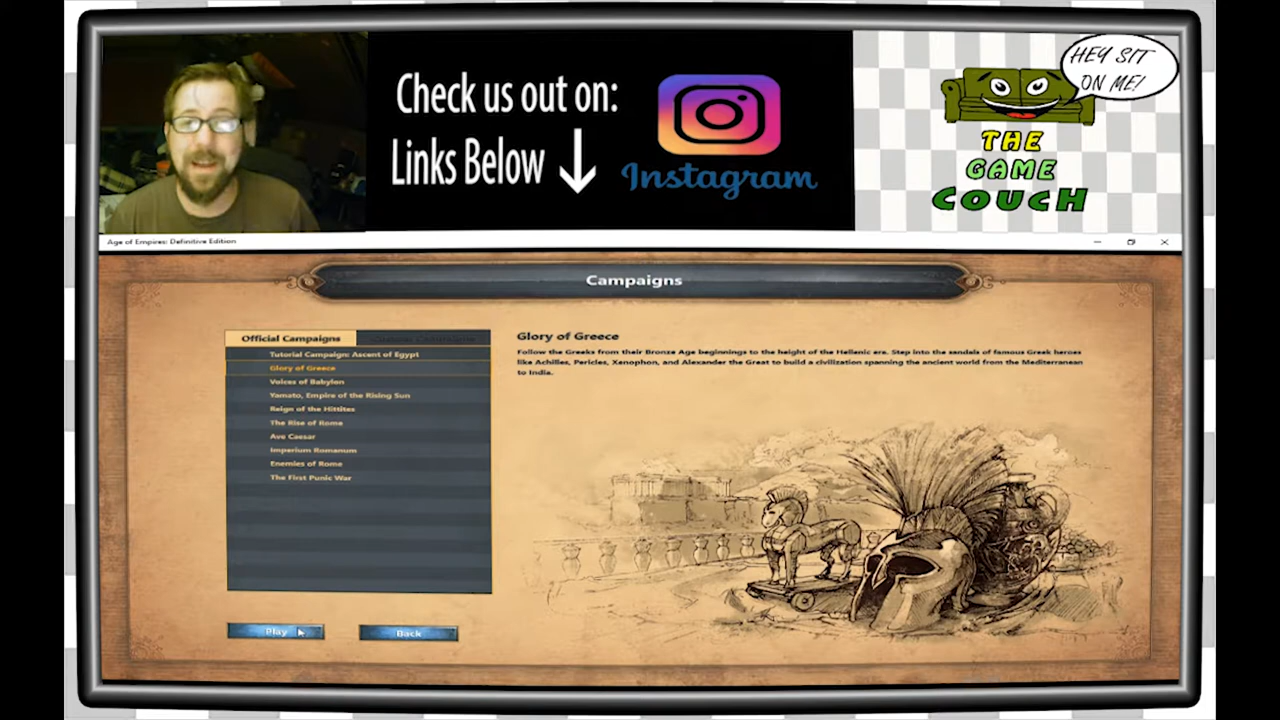 Check us out on:
Links Below
Instagram
HEY SIT
ON ME!
THE
GAME
COUCH
Age of Empires: Definitive Edition
Campaigns
Official Campaigns
Tutorial Campaign: Ascent of Egypt
Glory of Greece
Voices of Babylon
Yamato, Empire of the Rising Sun
Reign of the Hittites
The Rise of Rome
Ave Caesar
Imperium Romanum
Enemies of Rome
The First Punic War
Glory of Greece
Follow the Greeks from their Bronze Age beginnings to the height of the Hellenic era. Step into the sandals of famous Greek heroes
like Achilles, Pericles, Xenophon, and Alexander the Great to build a civilization spanning the ancient world from the Mediterranean
to India.
Play
Back